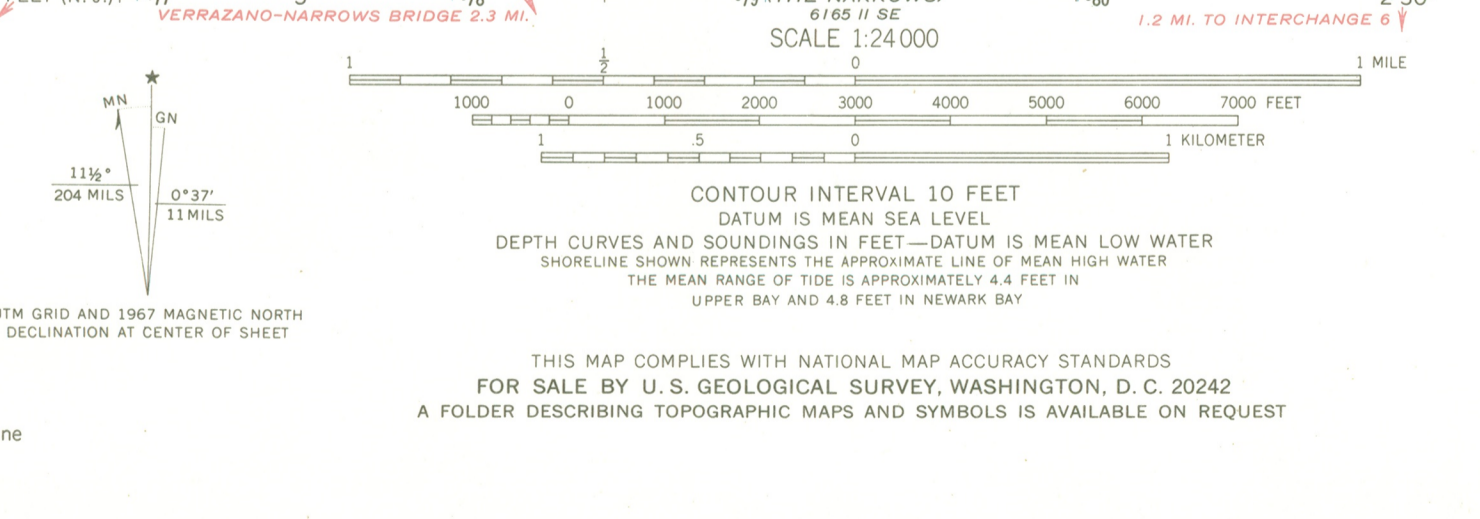 VERRAZANO-NARROWS BRIDGE 2.3 MI.
6165 II SE
1.2 MI. TO INTERCHANGE 6
SCALE 1:24 000
1 ½ 0 1 MILE
1000 0 1000 2000 3000 4000 5000 6000 7000 FEET
1 .5 0 1 KILOMETER
MN
GN
11½°
204 MILS
0°37′
11 MILS
UTM GRID AND 1967 MAGNETIC NORTH
DECLINATION AT CENTER OF SHEET
CONTOUR INTERVAL 10 FEET
DATUM IS MEAN SEA LEVEL
DEPTH CURVES AND SOUNDINGS IN FEET—DATUM IS MEAN LOW WATER
SHORELINE SHOWN REPRESENTS THE APPROXIMATE LINE OF MEAN HIGH WATER
THE MEAN RANGE OF TIDE IS APPROXIMATELY 4.4 FEET IN
UPPER BAY AND 4.8 FEET IN NEWARK BAY
THIS MAP COMPLIES WITH NATIONAL MAP ACCURACY STANDARDS
FOR SALE BY U. S. GEOLOGICAL SURVEY, WASHINGTON, D. C. 20242
A FOLDER DESCRIBING TOPOGRAPHIC MAPS AND SYMBOLS IS AVAILABLE ON REQUEST
ne